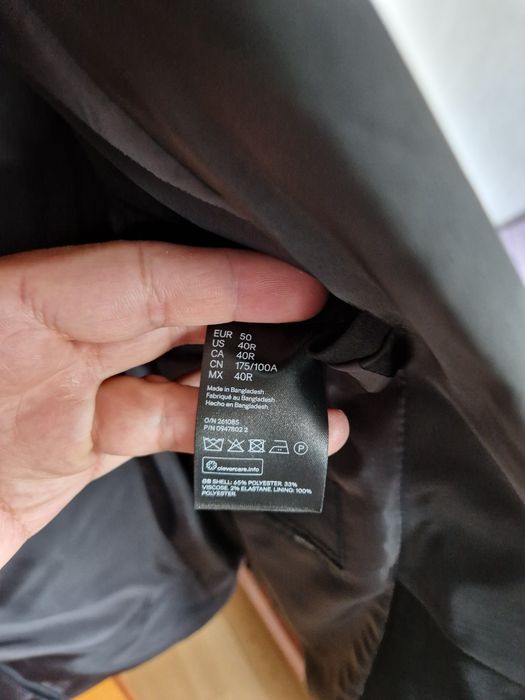 EUR 50
US 40R
CA 40R
CN 175/100A
MX 40R
Made in Bangladesh
Fabriqué au Bangladesh
Hecho en Bangladesh
O/N 261085
P/N 0947802 2
P
clevercare.info
GB SHELL: 65% POLYESTER. 33%
VISCOSE. 2% ELASTANE. LINING: 100%
POLYESTER.